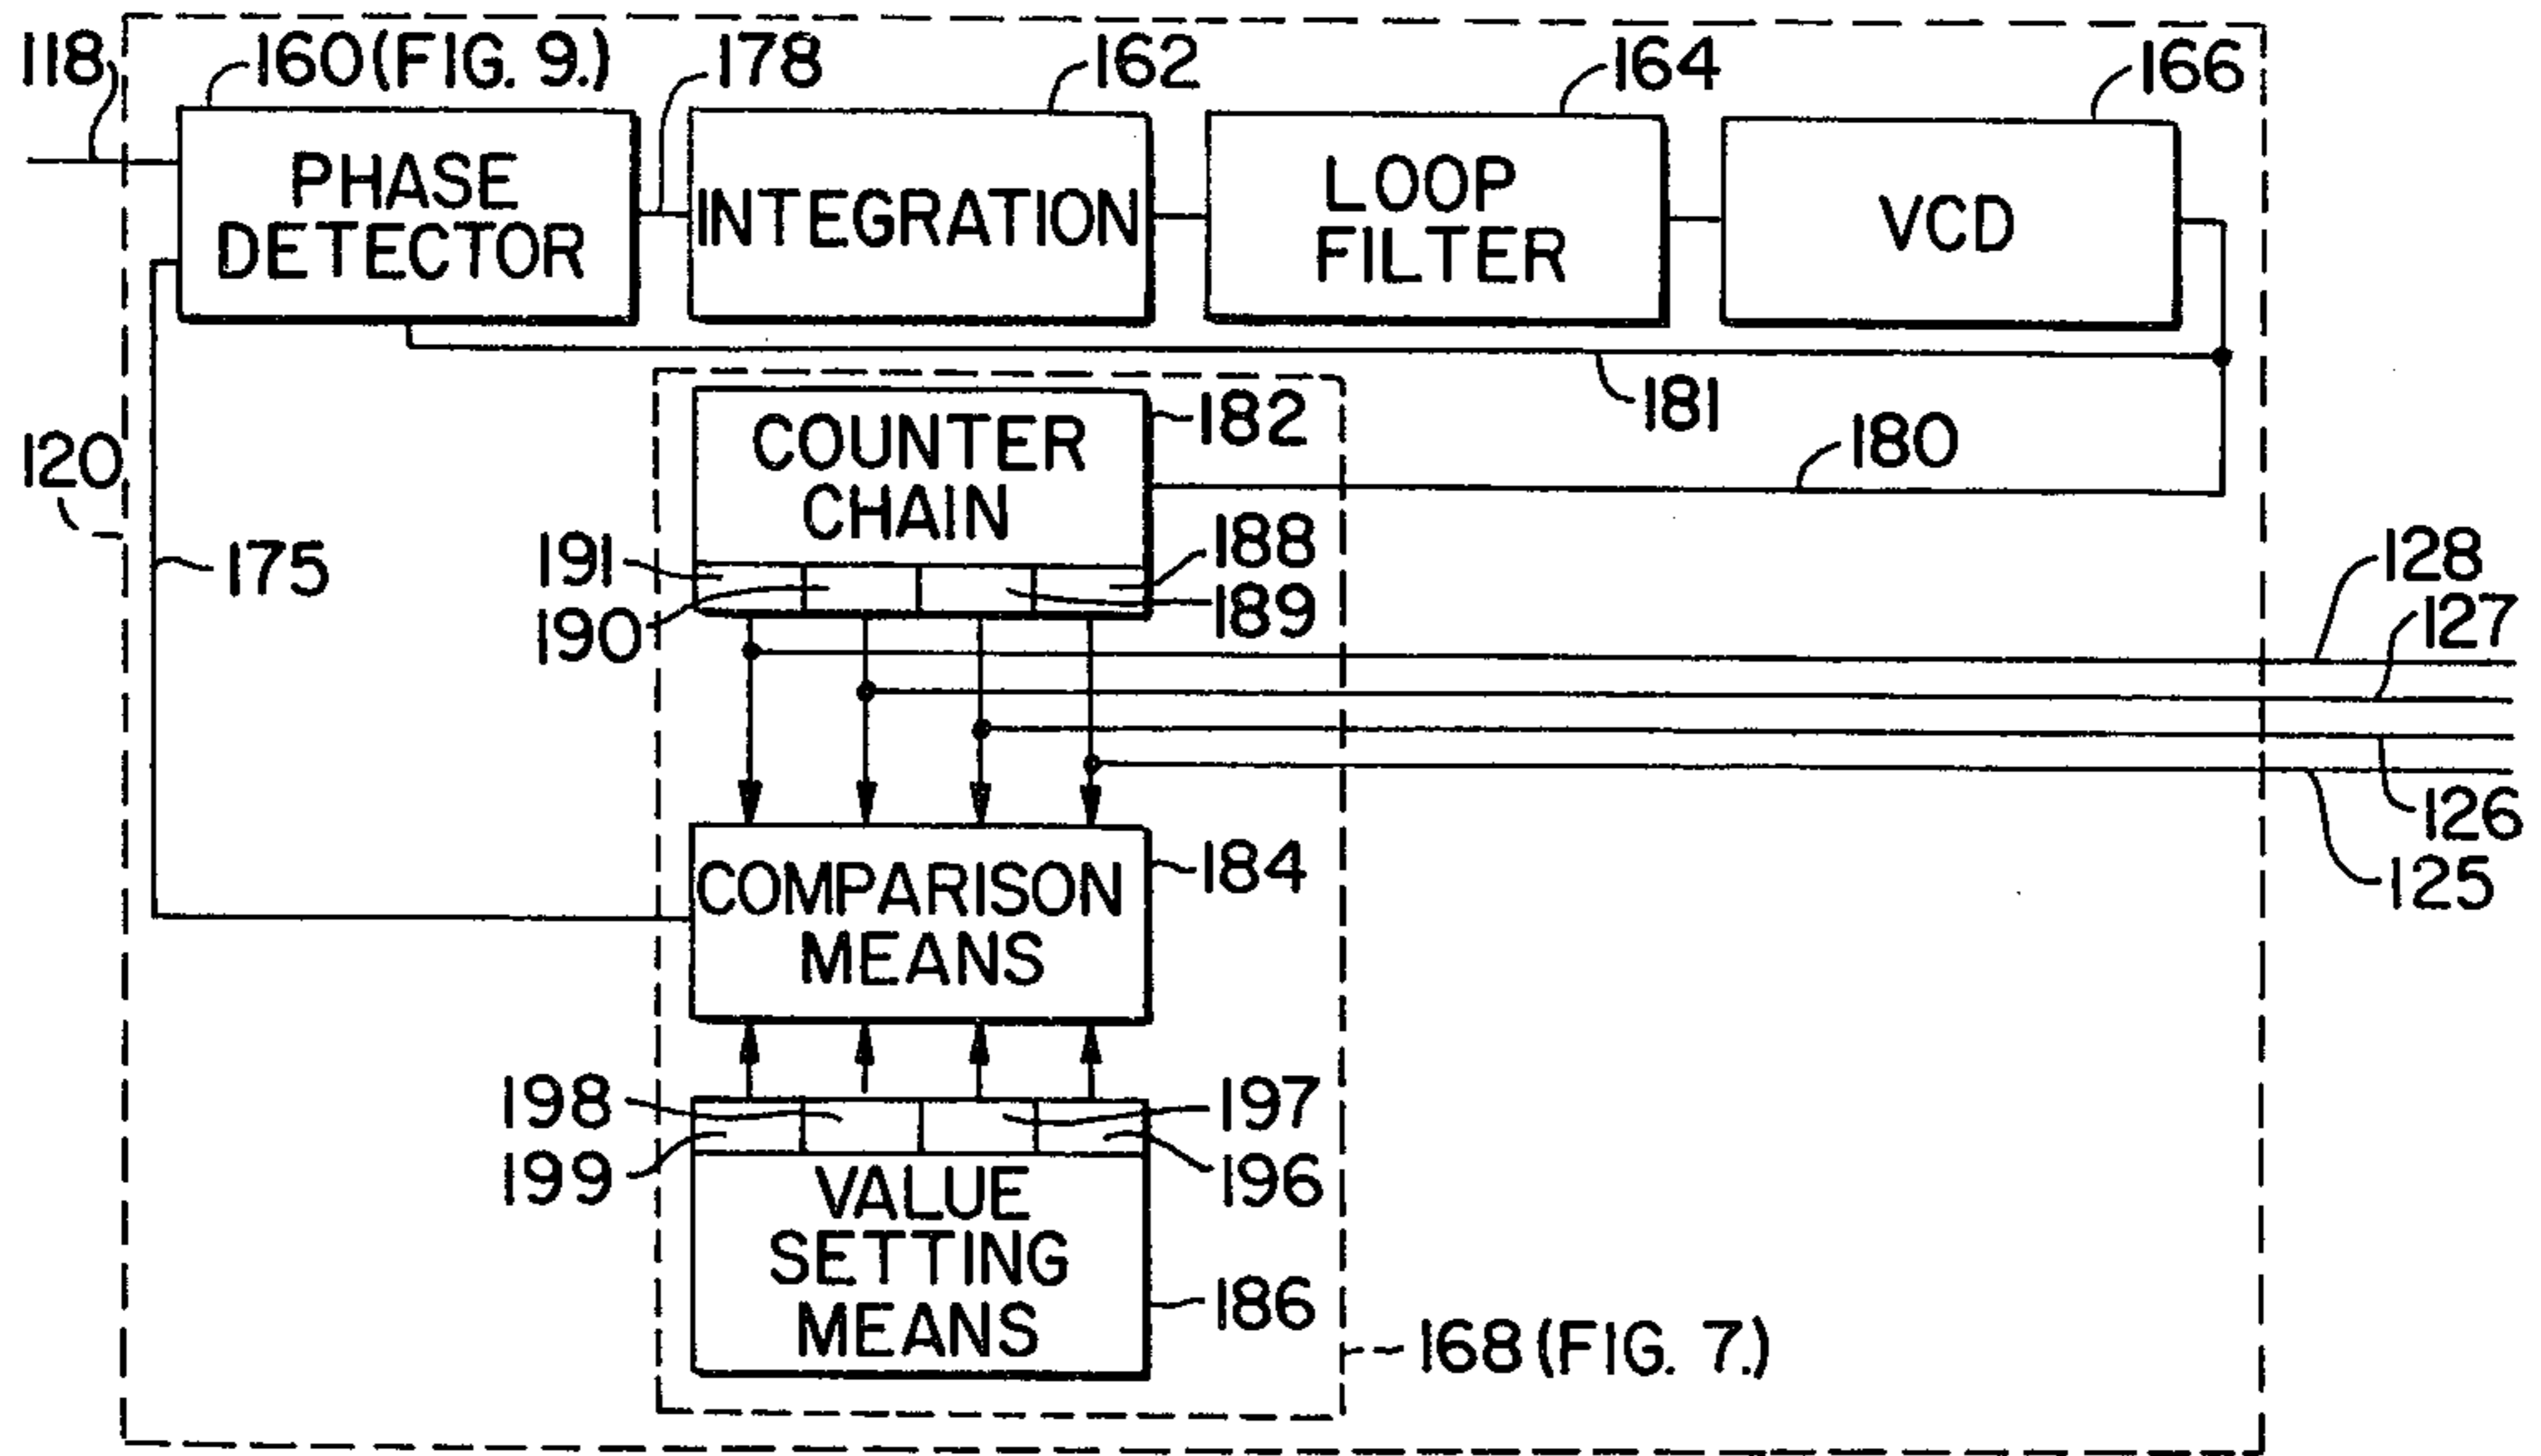 118
160 (FIG. 9.)
178
162
164
166
PHASE
DETECTOR
INTEGRATION
LOOP
FILTER
VCD
181
182
180
COUNTER
CHAIN
120
175
191
190
188
189
128
127
126
125
184
COMPARISON
MEANS
198
199
197
196
VALUE
SETTING
MEANS
186
168 (FIG. 7.)